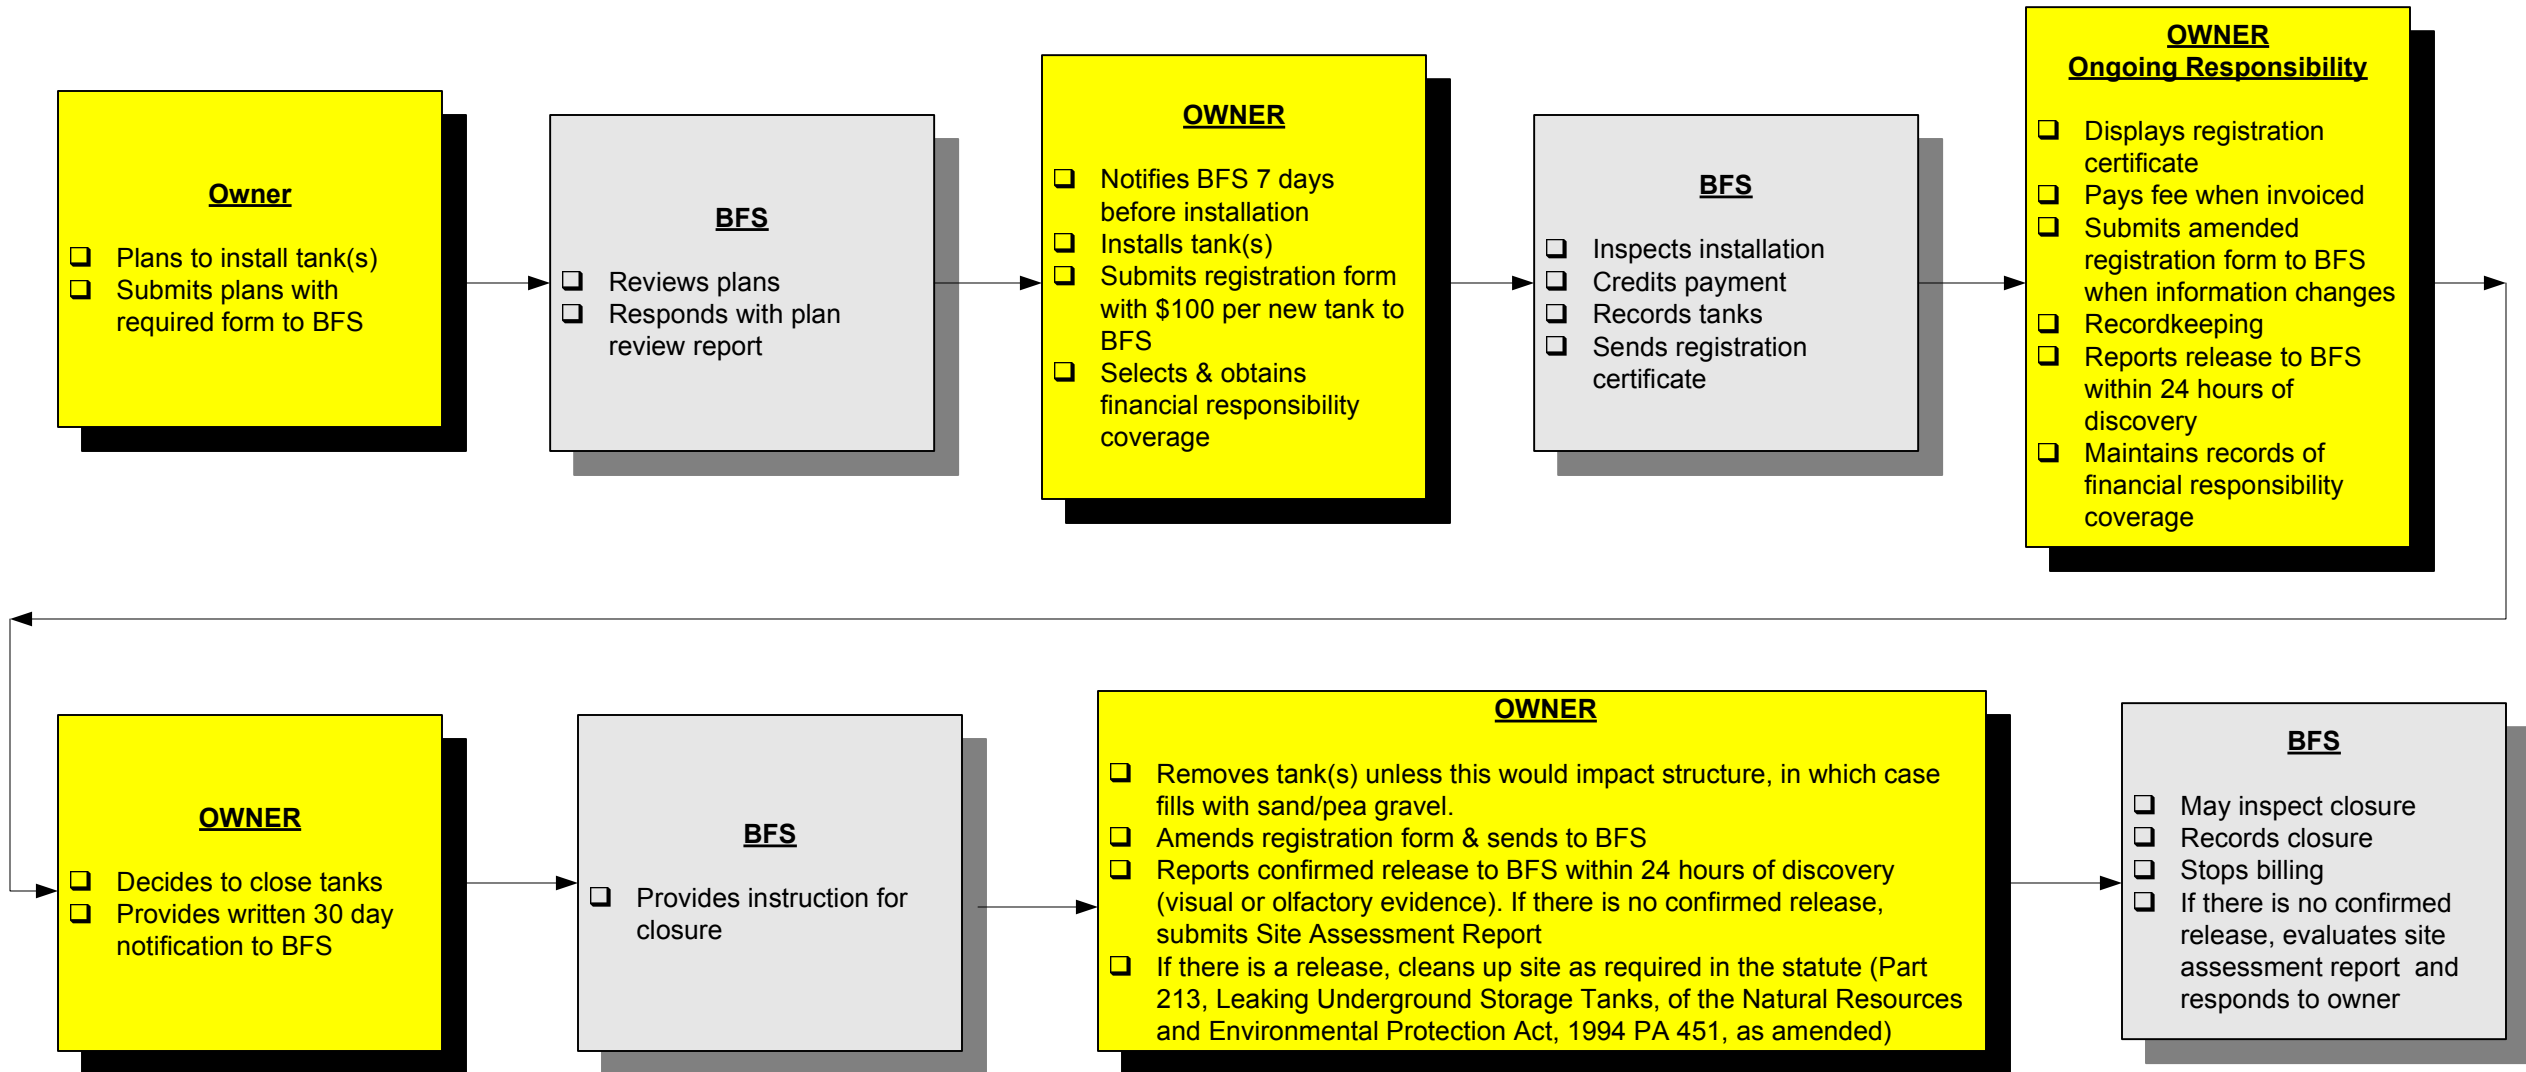 Owner
Plans to install tank(s)
Submits plans with
required form to BFS
BFS
Reviews plans
Responds with plan
review report
OWNER
Notifies BFS 7 days
before installation
Installs tank(s)
Submits registration form
with $100 per new tank to
BFS
Selects & obtains
financial responsibility
coverage
BFS
Inspects installation
Credits payment
Records tanks
Sends registration
certificate
OWNER
Ongoing Responsibility
Displays registration
certificate
Pays fee when invoiced
Submits amended
registration form to BFS
when information changes
Recordkeeping
Reports release to BFS
within 24 hours of
discovery
Maintains records of
financial responsibility
coverage
OWNER
Decides to close tanks
Provides written 30 day
notification to BFS
BFS
Provides instruction for
closure
OWNER
Removes tank(s) unless this would impact structure, in which case
fills with sand/pea gravel.
Amends registration form & sends to BFS
Reports confirmed release to BFS within 24 hours of discovery
(visual or olfactory evidence). If there is no confirmed release,
submits Site Assessment Report
If there is a release, cleans up site as required in the statute (Part
213, Leaking Underground Storage Tanks, of the Natural Resources
and Environmental Protection Act, 1994 PA 451, as amended)
BFS
May inspect closure
Records closure
Stops billing
If there is no confirmed
release, evaluates site
assessment report and
responds to owner